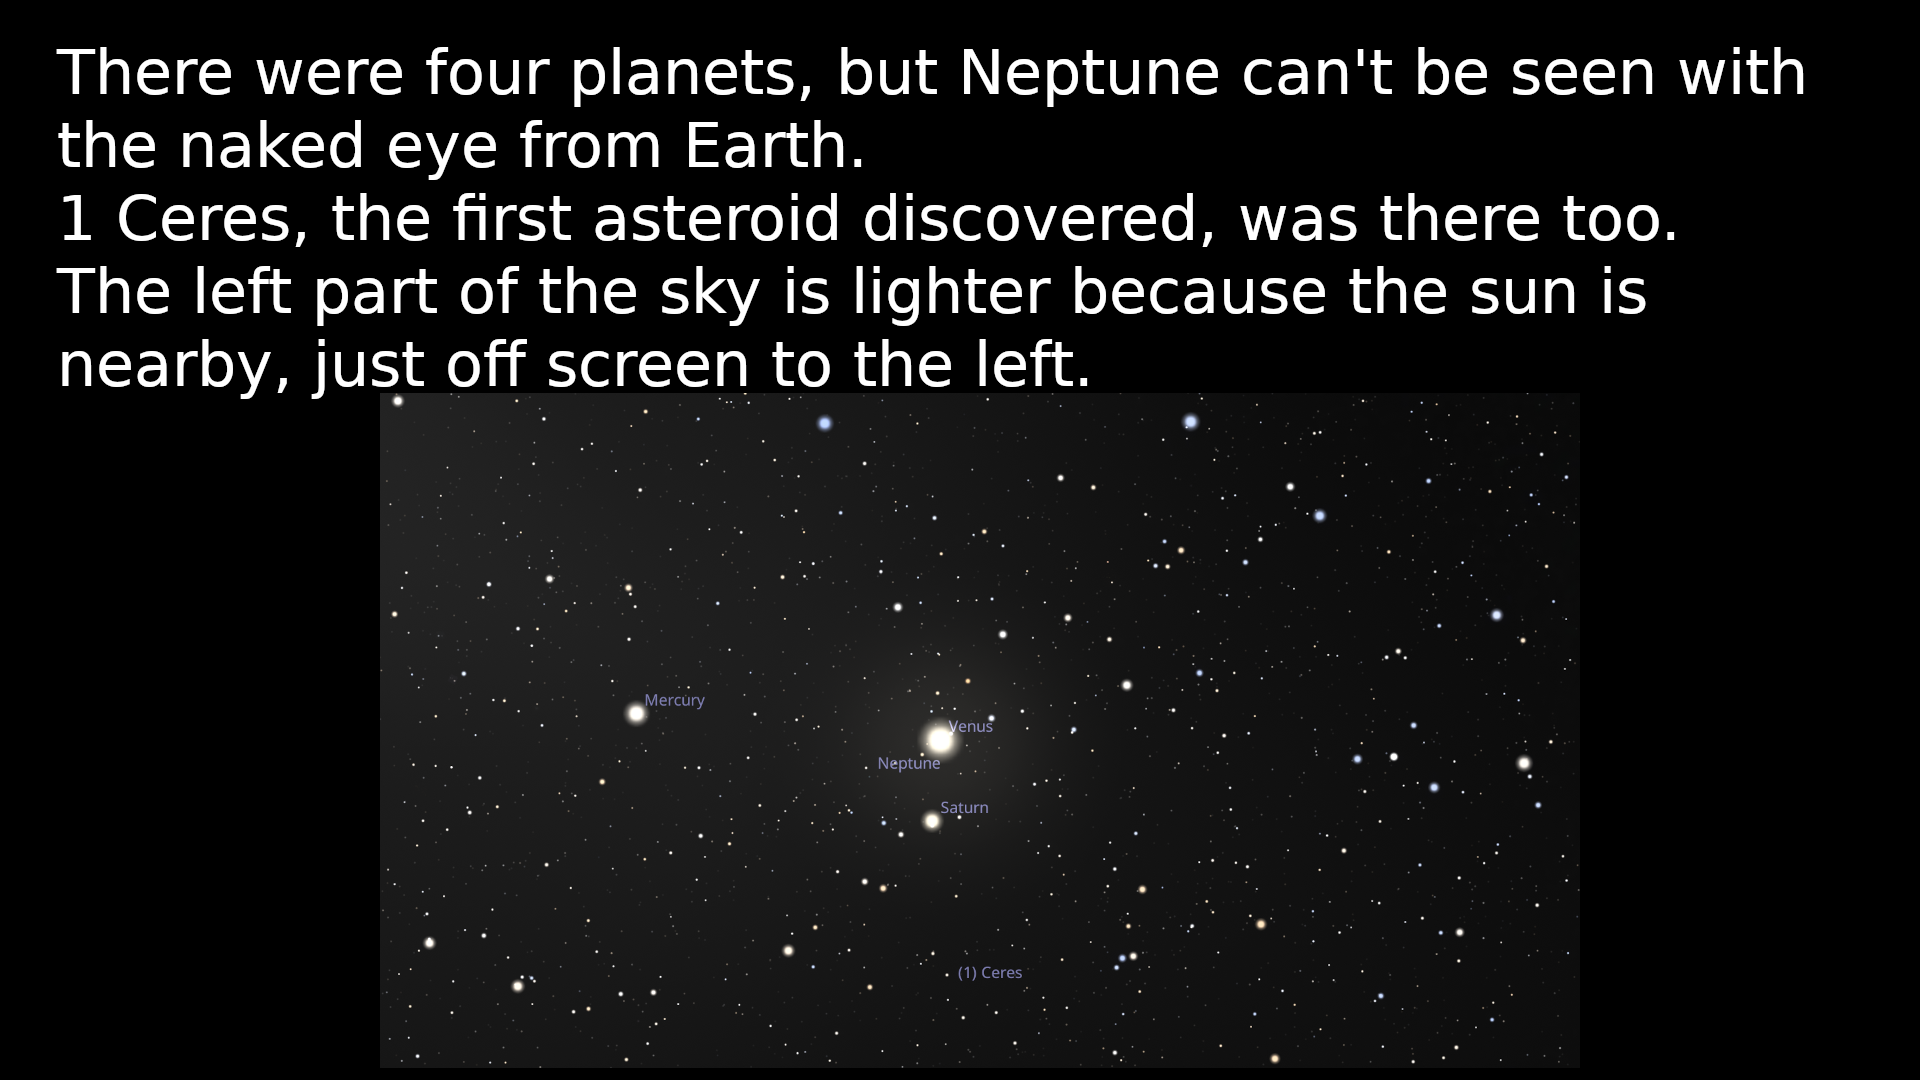 There were four planets, but Neptune can't be seen with
the naked eye from Earth.
1 Ceres, the first asteroid discovered, was there too.
The left part of the sky is lighter because the sun is
nearby, just off screen to the left.
Mercury
Venus
Neptune
Saturn
(1) Ceres